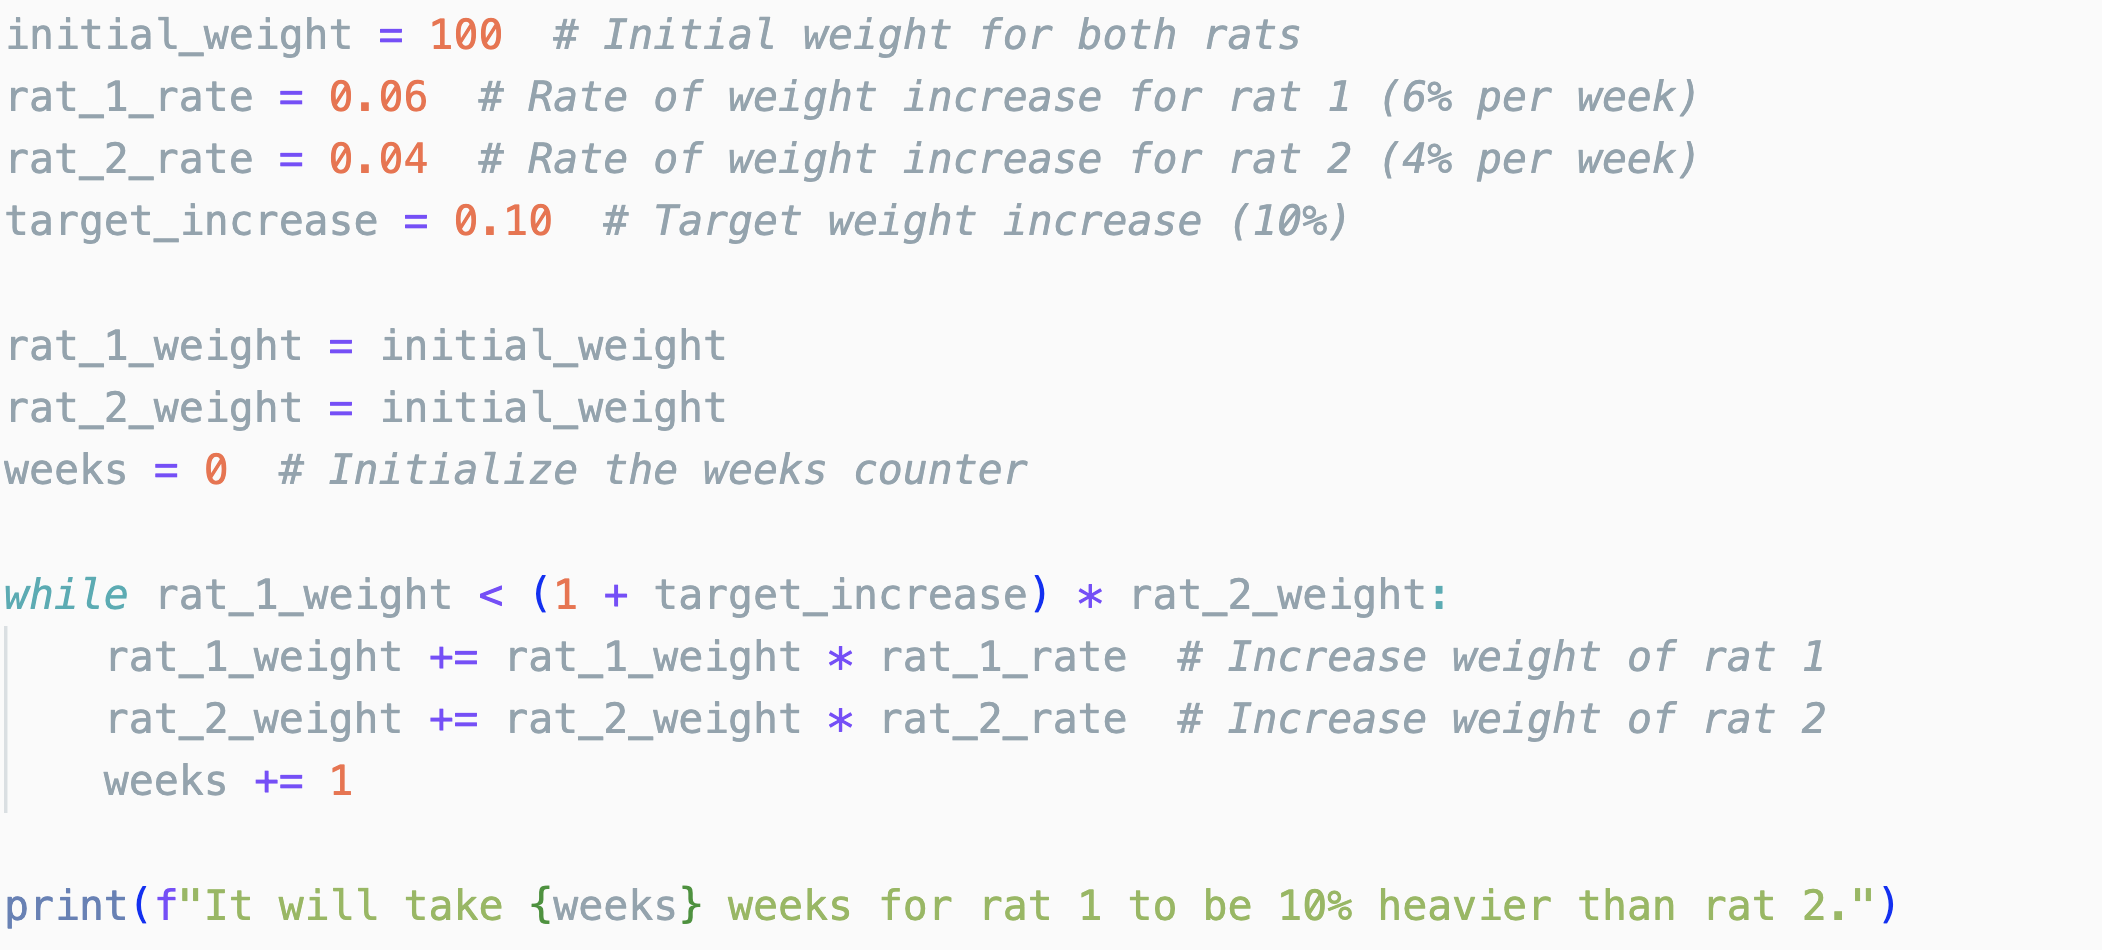 initial_weight = 100  # Initial weight for both rats
rat_1_rate = 0.06  # Rate of weight increase for rat 1 (6% per week)
rat_2_rate = 0.04  # Rate of weight increase for rat 2 (4% per week)
target_increase = 0.10  # Target weight increase (10%)

rat_1_weight = initial_weight
rat_2_weight = initial_weight
weeks = 0  # Initialize the weeks counter

while rat_1_weight < (1 + target_increase) * rat_2_weight:
    rat_1_weight += rat_1_weight * rat_1_rate  # Increase weight of rat 1
    rat_2_weight += rat_2_weight * rat_2_rate  # Increase weight of rat 2
    weeks += 1

print(f"It will take {weeks} weeks for rat 1 to be 10% heavier than rat 2.")